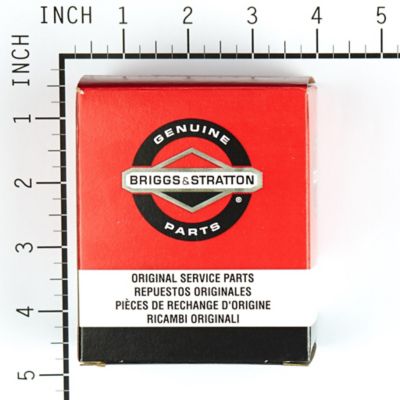 INCH 1 2 3 4 5
INCH
1
2
3
4
5
GENUINE
BRIGGS & STRATTON
®
PARTS
ORIGINAL SERVICE PARTS
REPUESTOS ORIGINALES
PIÈCES DE RECHANGE D'ORIGINE
RICAMBI ORIGINALI